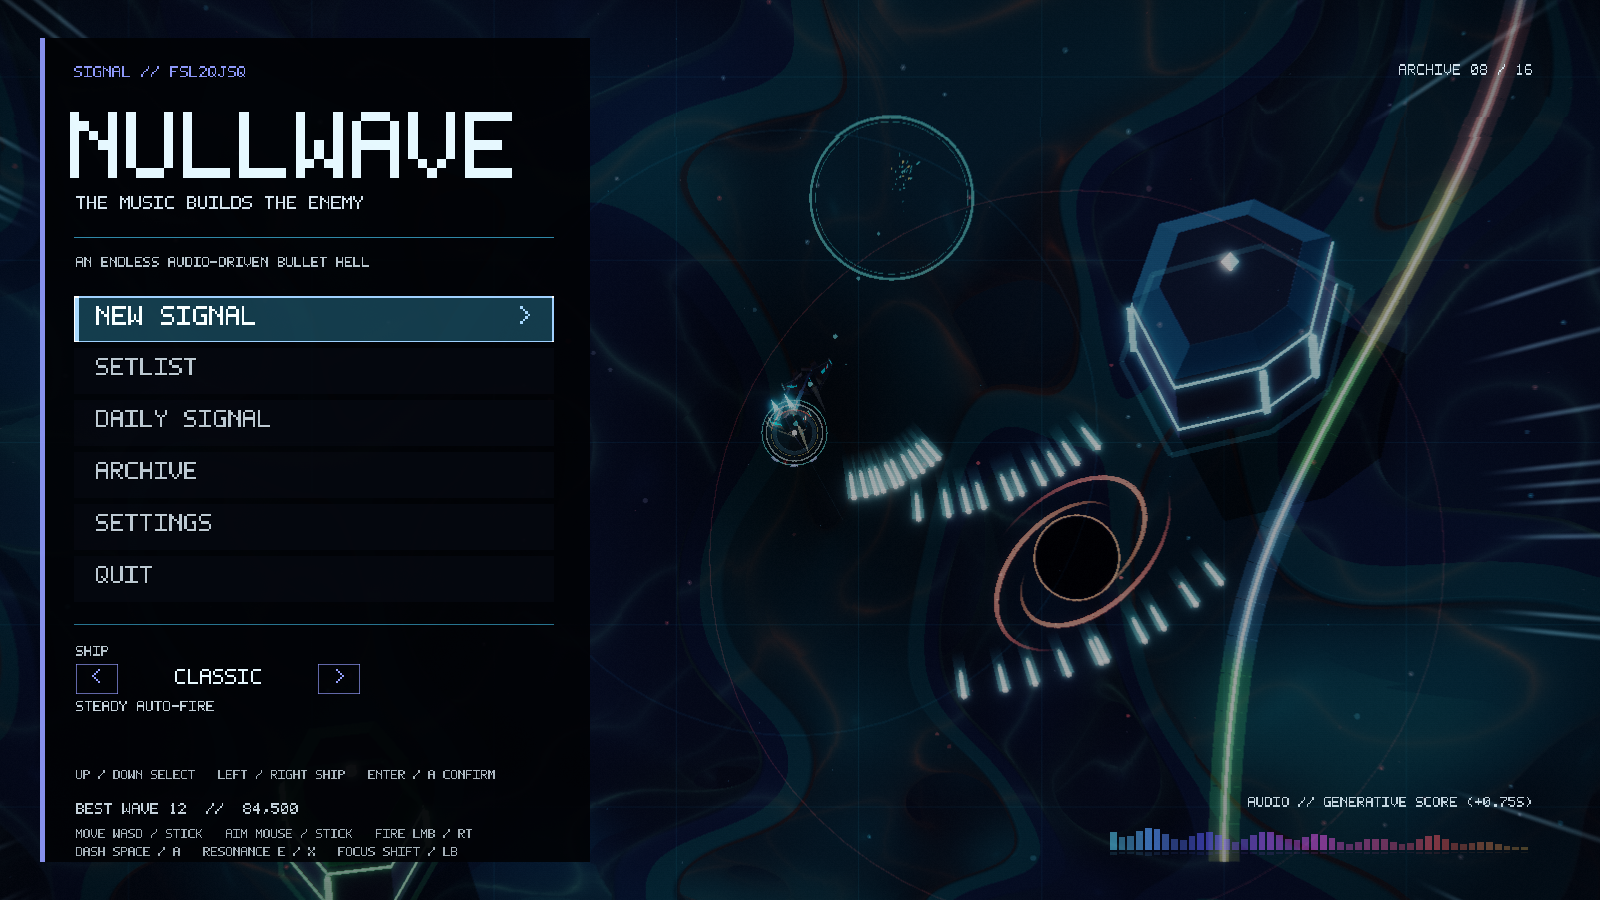 SIGNAL // FSL2QJSQ
ARCHIVE 08 / 16
NULLWAVE
THE MUSIC BUILDS THE ENEMY
AN ENDLESS AUDIO-DRIVEN BULLET HELL
NEW SIGNAL >
SETLIST
DAILY SIGNAL
ARCHIVE
SETTINGS
QUIT
SHIP
< CLASSIC >
STEADY AUTO-FIRE
UP / DOWN SELECT LEFT / RIGHT SHIP ENTER / A CONFIRM
BEST WAVE 12 // 84,500
MOVE WASD / STICK AIM MOUSE / STICK FIRE LMB / RT
DASH SPACE / A RESONANCE E / X FOCUS SHIFT / LB
AUDIO // GENERATIVE SCORE (+0.75S)